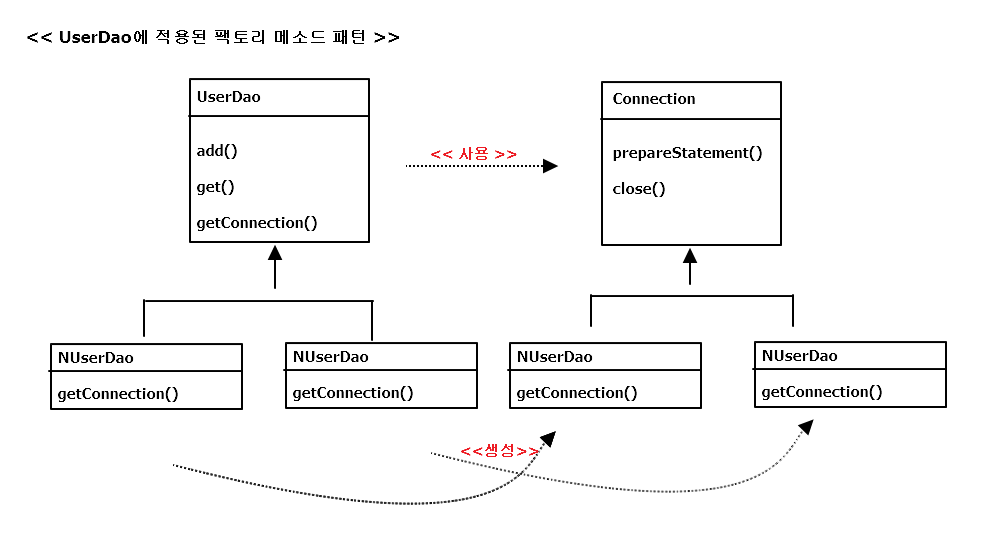 << UserDao에 적용된 팩토리 메소드 패턴 >>
UserDao
add()
get()
getConnection()
<< 사용 >>
Connection
prepareStatement()
close()
NUserDao
getConnection()
NUserDao
getConnection()
NUserDao
getConnection()
NUserDao
getConnection()
<<생성>>